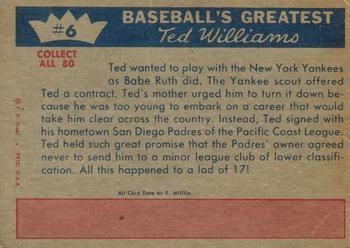 #6
BASEBALL'S GREATEST
Ted Williams
COLLECT
ALL 80
Ted wanted to play with the New York Yankees
as Babe Ruth did. The Yankee scout offered
Ted a contract. Ted's mother urged him to turn it down be-
cause he was too young to embark on a career that would
take him clear across the country. Instead, Ted signed with
his hometown San Diego Padres of the Pacific Coast League.
Ted held such great promise that the Padres' owner agreed
never to send him to a minor league club of lower classifi-
cation. All this happened to a lad of 17!
All Card Data by E. Mifflin
PTD. U.S.A.